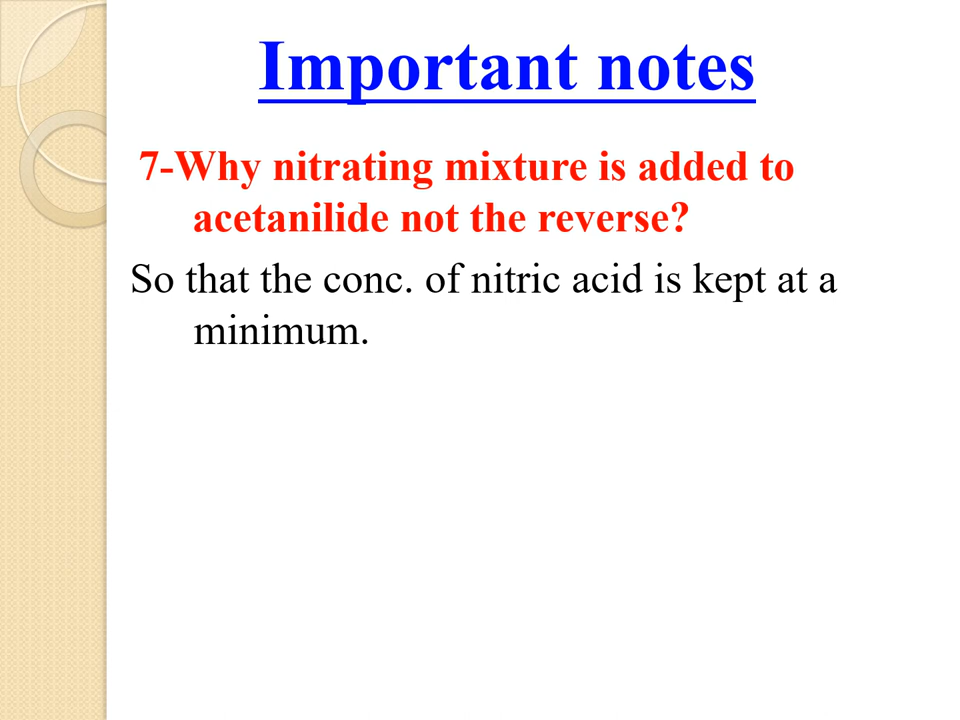 Important notes
7-Why nitrating mixture is added to
acetanilide not the reverse?
So that the conc. of nitric acid is kept at a
minimum.